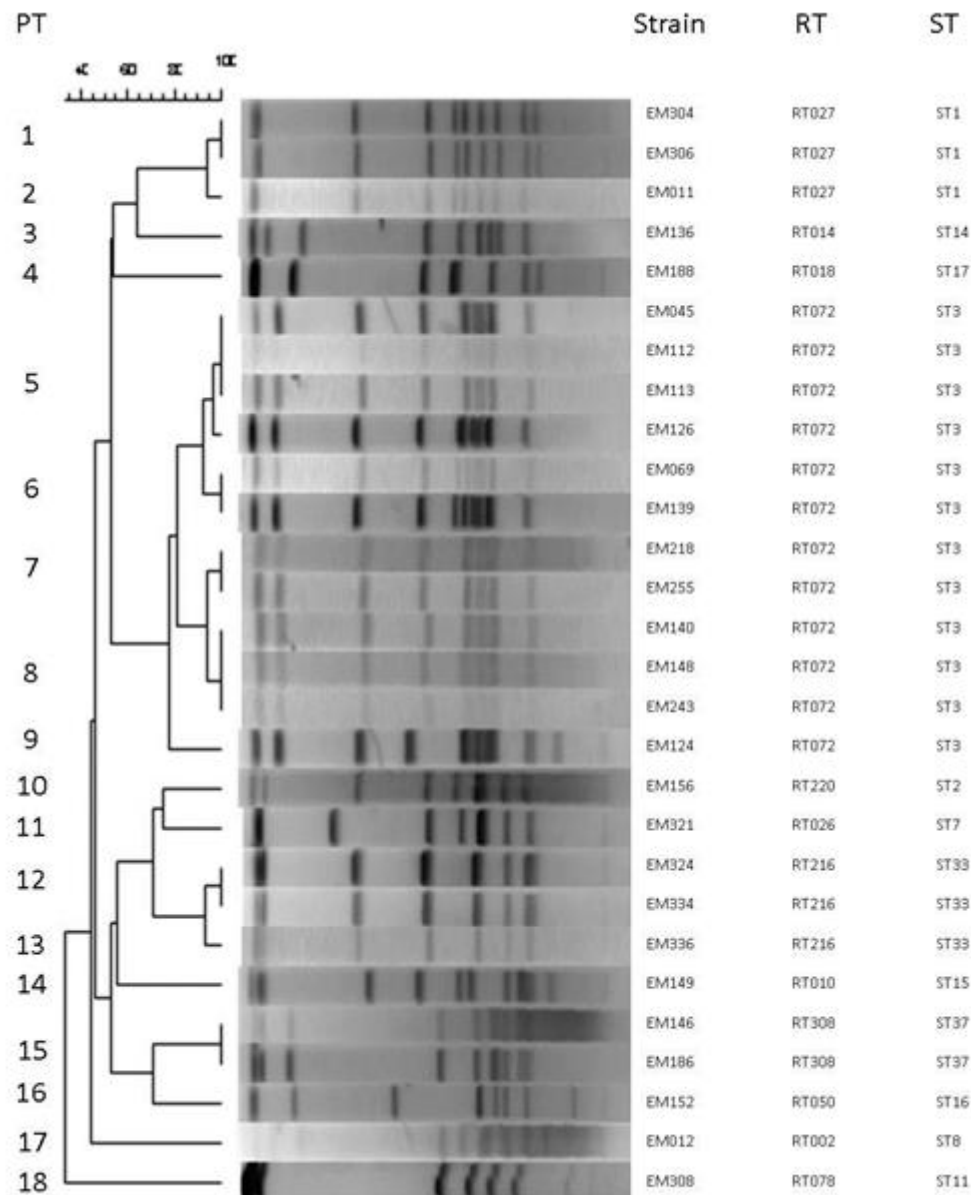 PT Strain RT ST
40 60 80 100
EM304 RT027 ST1
1
EM306 RT027 ST1
2 EM011 RT027 ST1
3 EM136 RT014 ST14
4 EM188 RT018 ST17
EM045 RT072 ST3
EM112 RT072 ST3
5
EM113 RT072 ST3
EM126 RT072 ST3
EM069 RT072 ST3
6
EM139 RT072 ST3
EM218 RT072 ST3
7
EM255 RT072 ST3
EM140 RT072 ST3
EM148 RT072 ST3
8
EM243 RT072 ST3
9 EM124 RT072 ST3
10 EM156 RT220 ST2
11 EM321 RT026 ST7
EM324 RT216 ST33
12
EM334 RT216 ST33
13 EM336 RT216 ST33
14 EM149 RT010 ST15
EM146 RT308 ST37
15
EM186 RT308 ST37
16 EM152 RT050 ST16
17 EM012 RT002 ST8
18 EM308 RT078 ST11